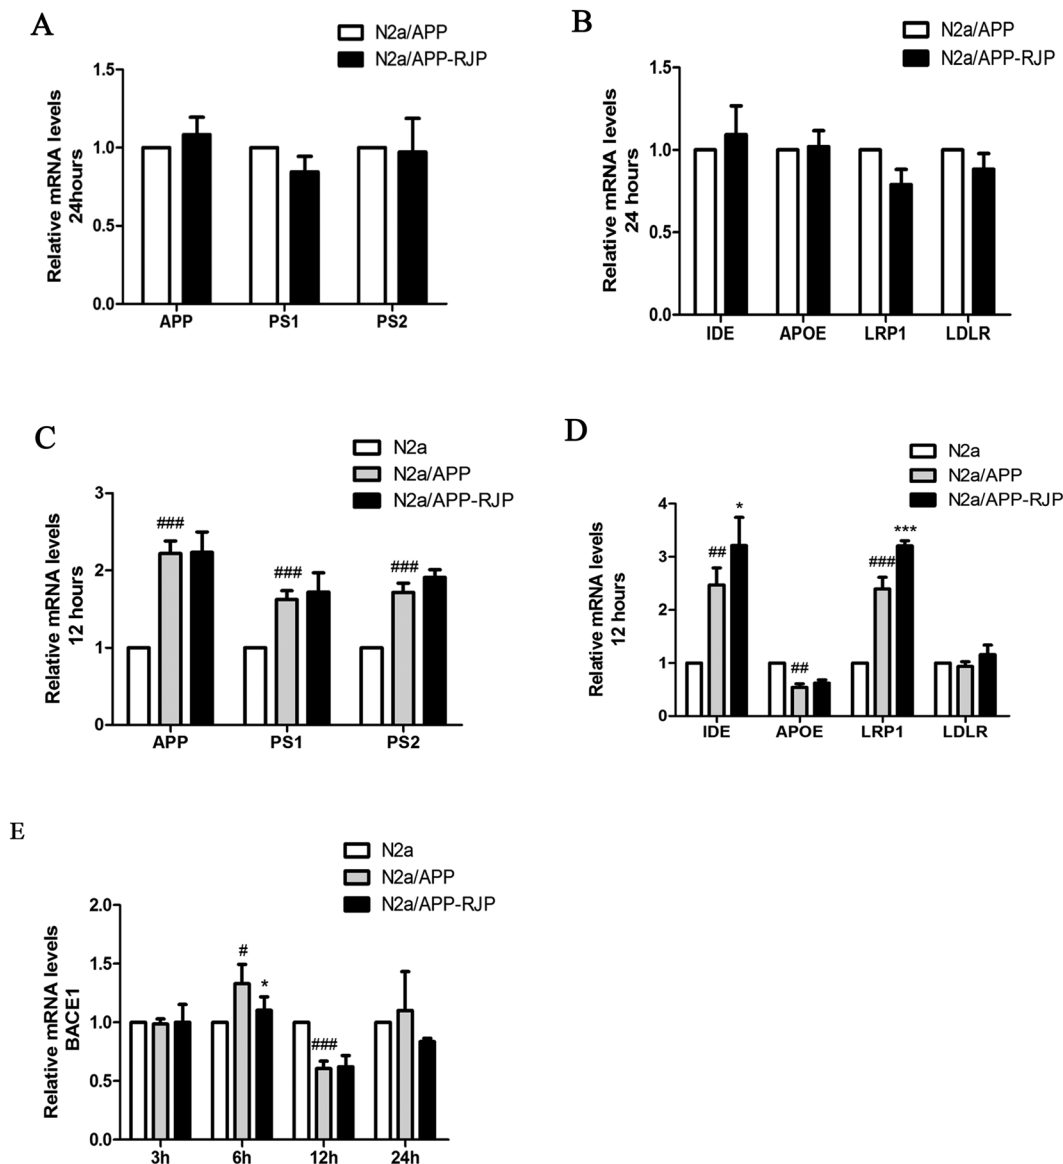 A
N2a/APP
N2a/APP-RJP
Relative mRNA levels
24hours
1.5
1.0
0.5
0.0
APP PS1 PS2
B
N2a/APP
N2a/APP-RJP
Relative mRNA levels
24 hours
1.5
1.0
0.5
0.0
IDE APOE LRP1 LDLR
C
N2a
N2a/APP
N2a/APP-RJP
Relative mRNA levels
12 hours
3
2
1
0
### ### ###
APP PS1 PS2
D
N2a
N2a/APP
N2a/APP-RJP
Relative mRNA levels
12 hours
4
3
2
1
0
## * ## ### ***
IDE APOE LRP1 LDLR
E
N2a
N2a/APP
N2a/APP-RJP
Relative mRNA levels
BACE1
2.0
1.5
1.0
0.5
0.0
# * ###
3h 6h 12h 24h